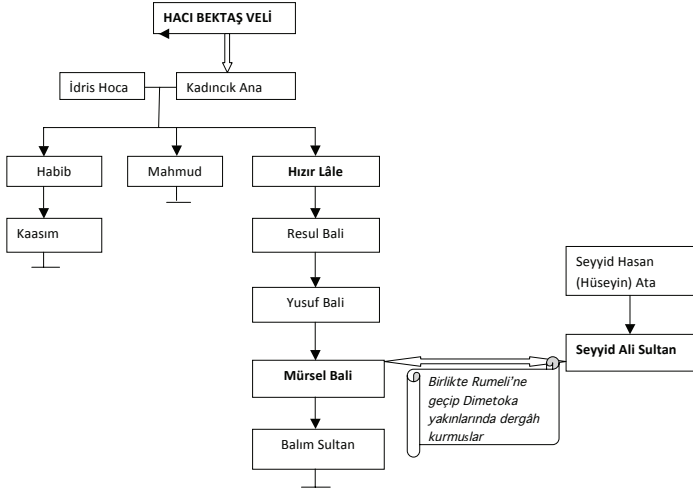 HACI BEKTAŞ VELİ
İdris Hoca
Kadıncık Ana
Habib
Mahmud
Hızır Lâle
Kaasım
Resul Bali
Seyyid Hasan
(Hüseyin) Ata
Yusuf Bali
Mürsel Bali
Seyyid Ali Sultan
Birlikte Rumeli'ne
geçip Dimetoka
yakınlarında dergâh
kurmuslar
Balım Sultan